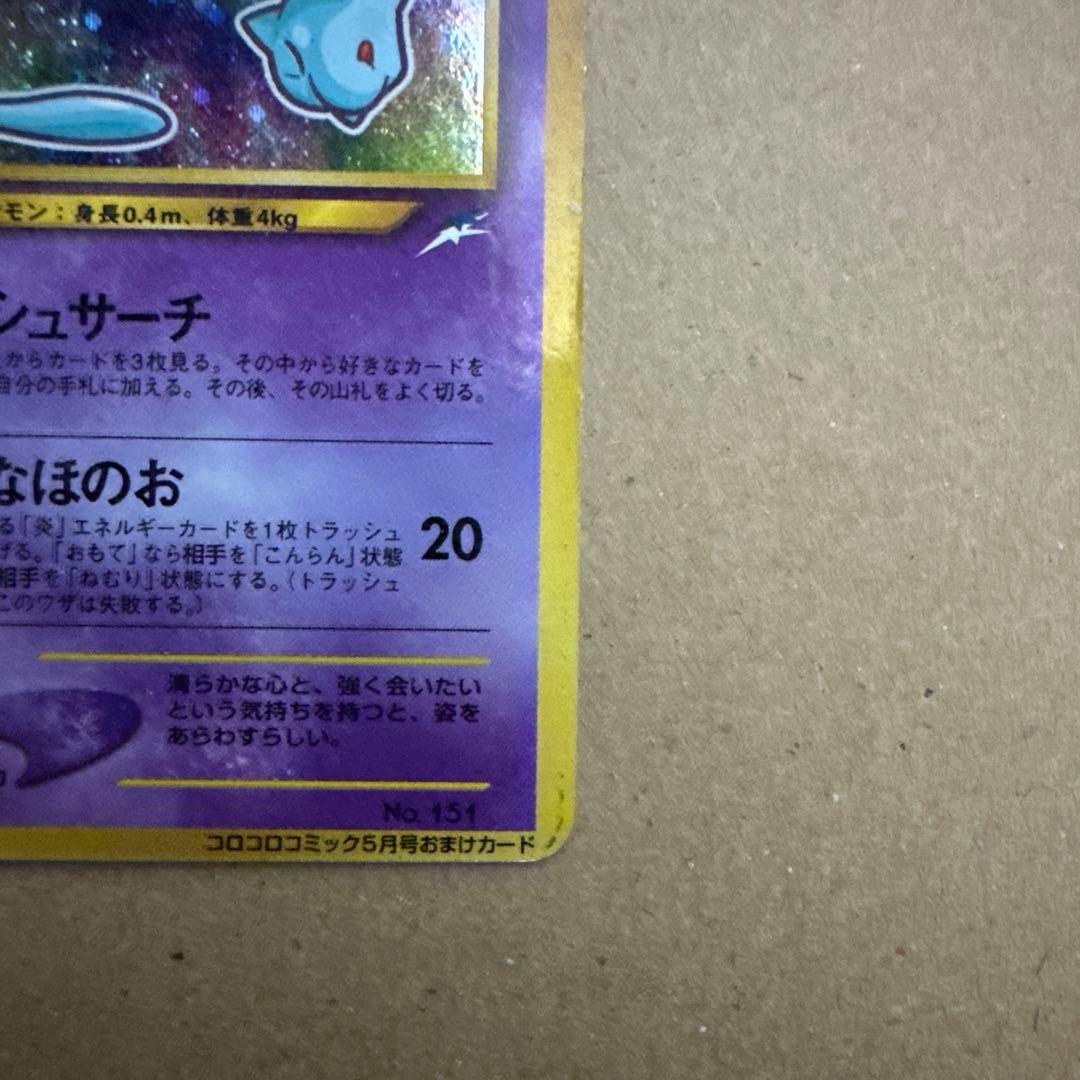 モン：身長0.4m、体重4kg
シュサーチ
からカードを3枚見る。その中から好きなカードを
自分の手札に加える。その後、その山札をよく切る。
なほのお
る「炎」エネルギーカードを1枚トラッシュ
げる。「おもて」なら相手を「こんらん」状態
相手を「ねむり」状態にする。（トラッシュ
このワザは失敗する。）
20
清らかな心と、強く会いたい
という気持ちを持つと、姿を
あらわすらしい。
No. 151
コロコロコミック5月号おまけカード